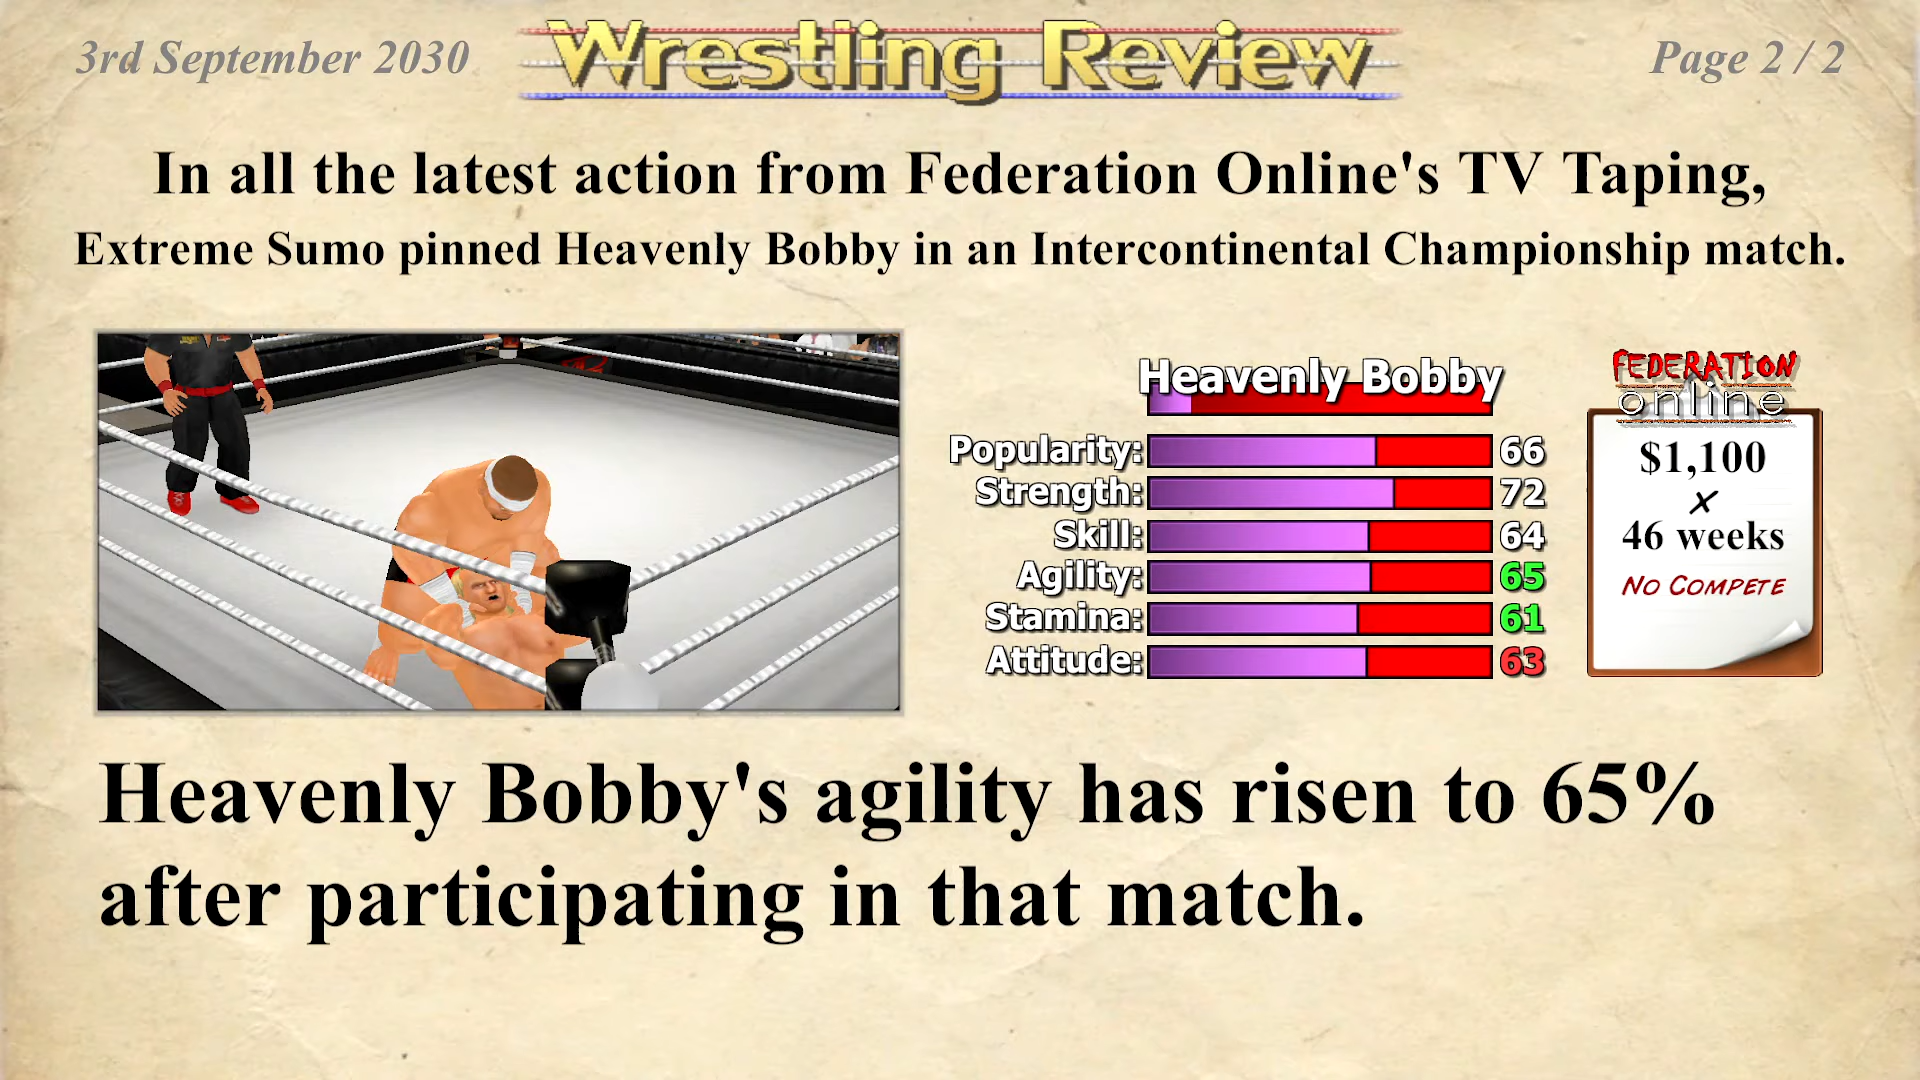 3rd September 2030
Wrestling Review
Page 2 / 2
In all the latest action from Federation Online's TV Taping,
Extreme Sumo pinned Heavenly Bobby in an Intercontinental Championship match.
Heavenly Bobby
Popularity: 66
Strength: 72
Skill: 64
Agility: 65
Stamina: 61
Attitude: 63
FEDERATION
online
$1,100
x
46 weeks
No Compete
Heavenly Bobby's agility has risen to 65%
after participating in that match.